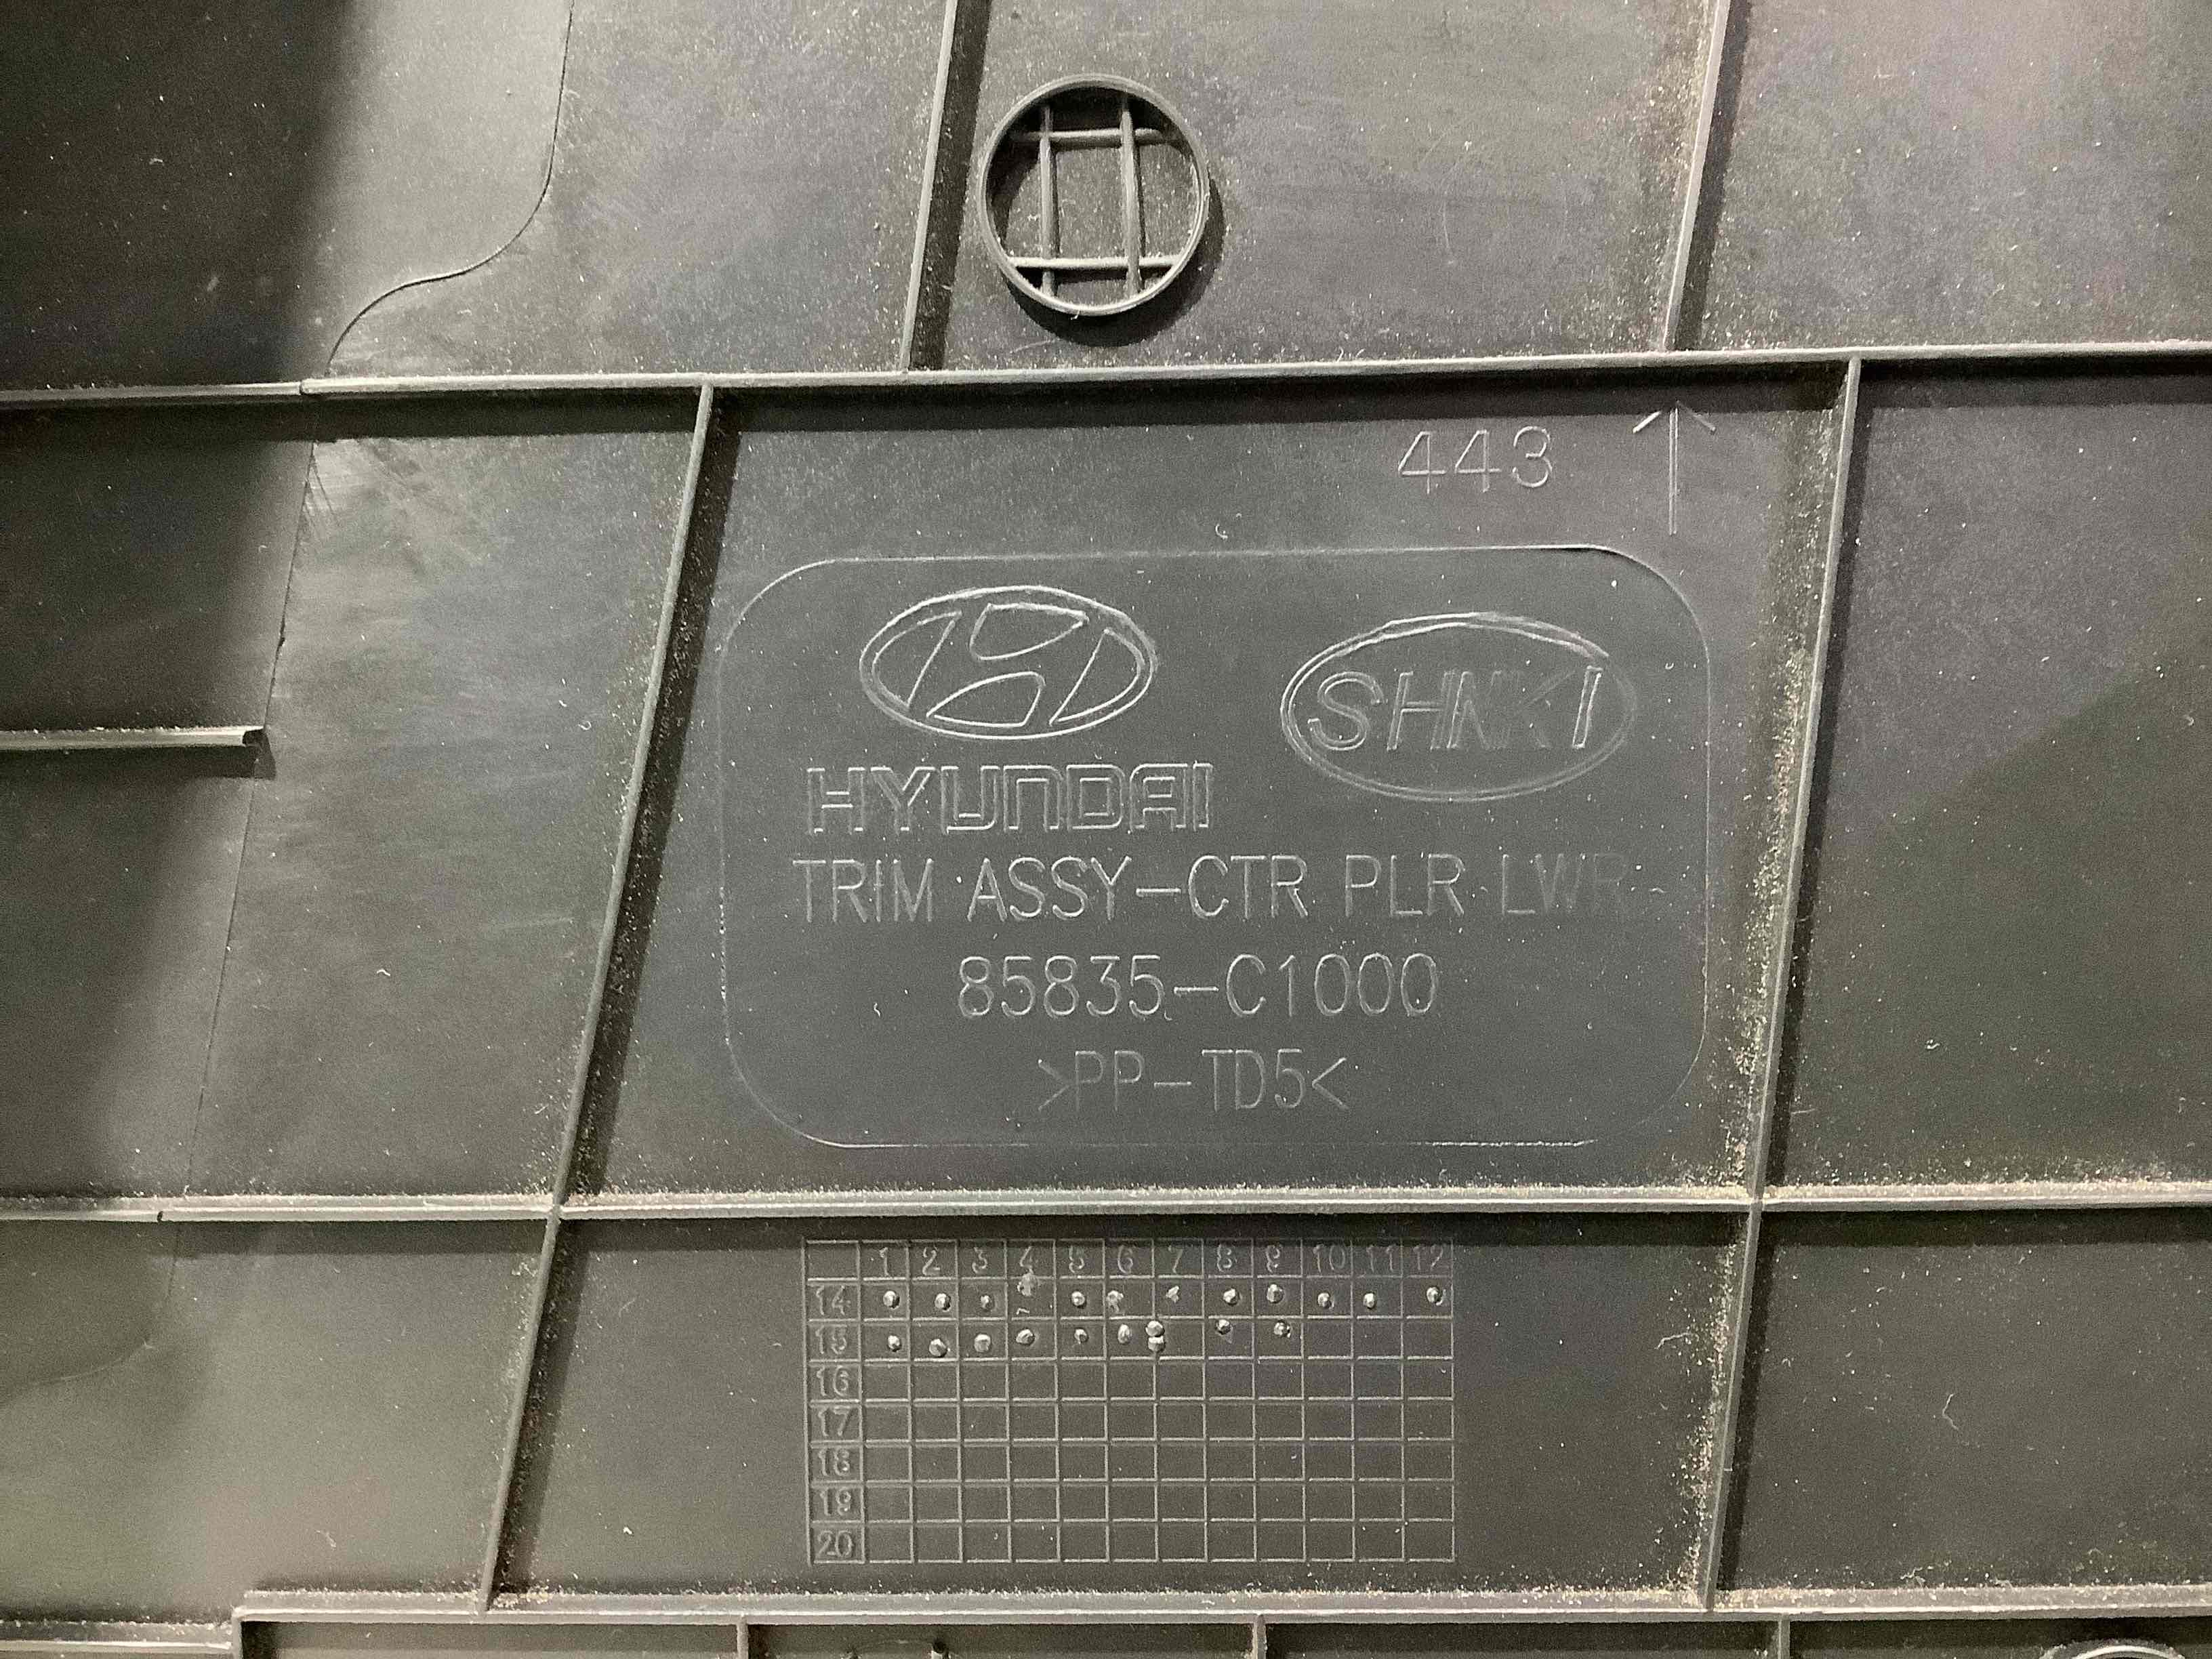 443
SHNKI
HYUNDAI
TRIM ASSY-CTR PLR LWR
85835-C1000
>PP-TD5<
1 2 3 4 5 6 7 8 9 10 11 12
14
15
16
17
18
19
20